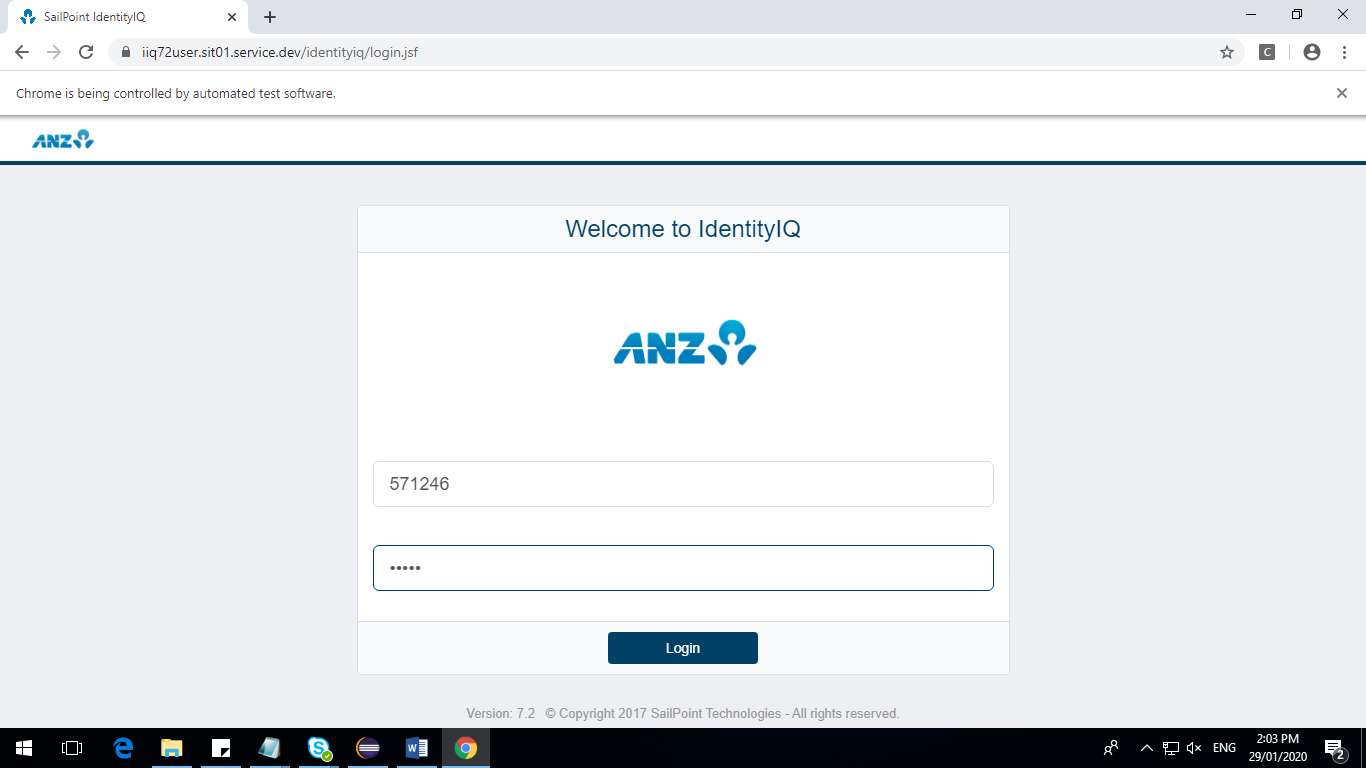 SailPoint IdentityIQ
iiq72user.sit01.service.dev/identityiq/login.jsf
C
Chrome is being controlled by automated test software.
ANZ
Welcome to IdentityIQ
ANZ
571246
•••••
Login
Version: 7.2 © Copyright 2017 SailPoint Technologies - All rights reserved.
ENG
2:03 PM
29/01/2020
2